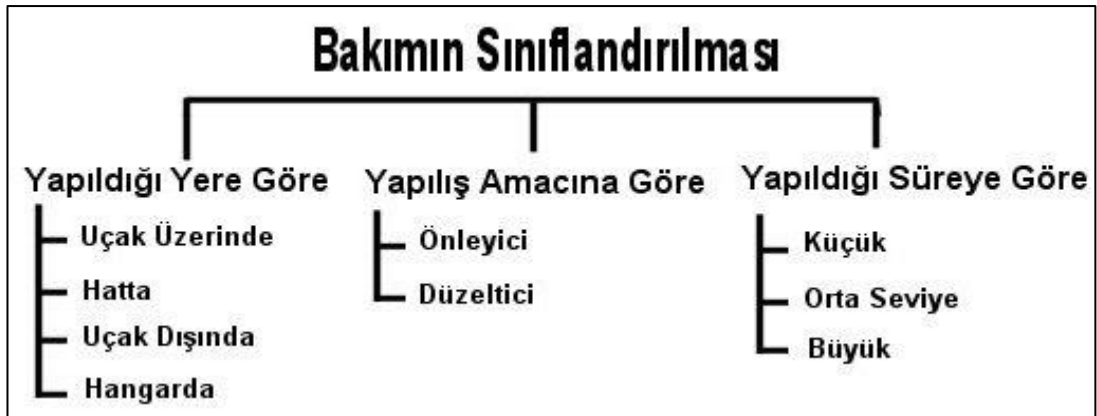 Bakımın Sınıflandırılması
Yapıldığı Yere Göre
Uçak Üzerinde
Hatta
Uçak Dışında
Hangarda
Yapılış Amacına Göre
Önleyici
Düzeltici
Yapıldığı Süreye Göre
Küçük
Orta Seviye
Büyük